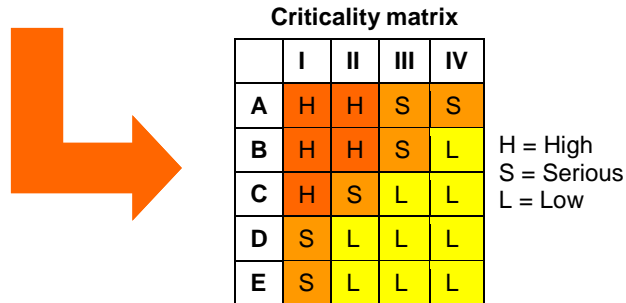 Criticality matrix
I II III IV
A H H S S
B H H S L
C H S L L
D S L L L
E S L L L
H = High
S = Serious
L = Low